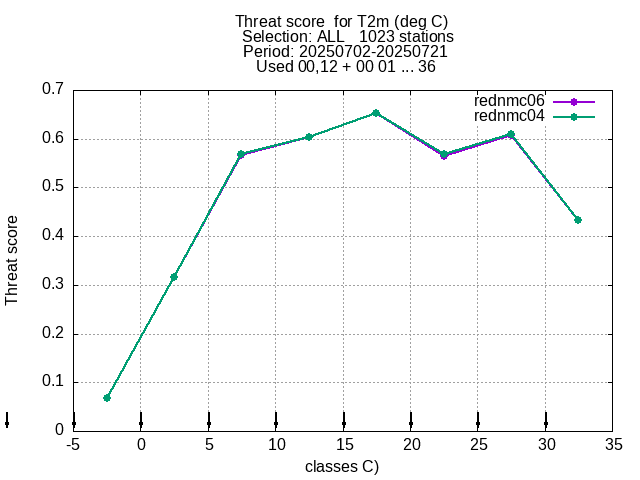 Threat score  for T2m (deg C)
Selection: ALL   1023 stations
Period: 20250702-20250721
Used 00,12 + 00 01 ... 36
rednmc06
rednmc04
0.7
0.6
0.5
0.4
0.3
0.2
0.1
0
Threat score
-5 0 5 10 15 20 25 30 35
classes C)